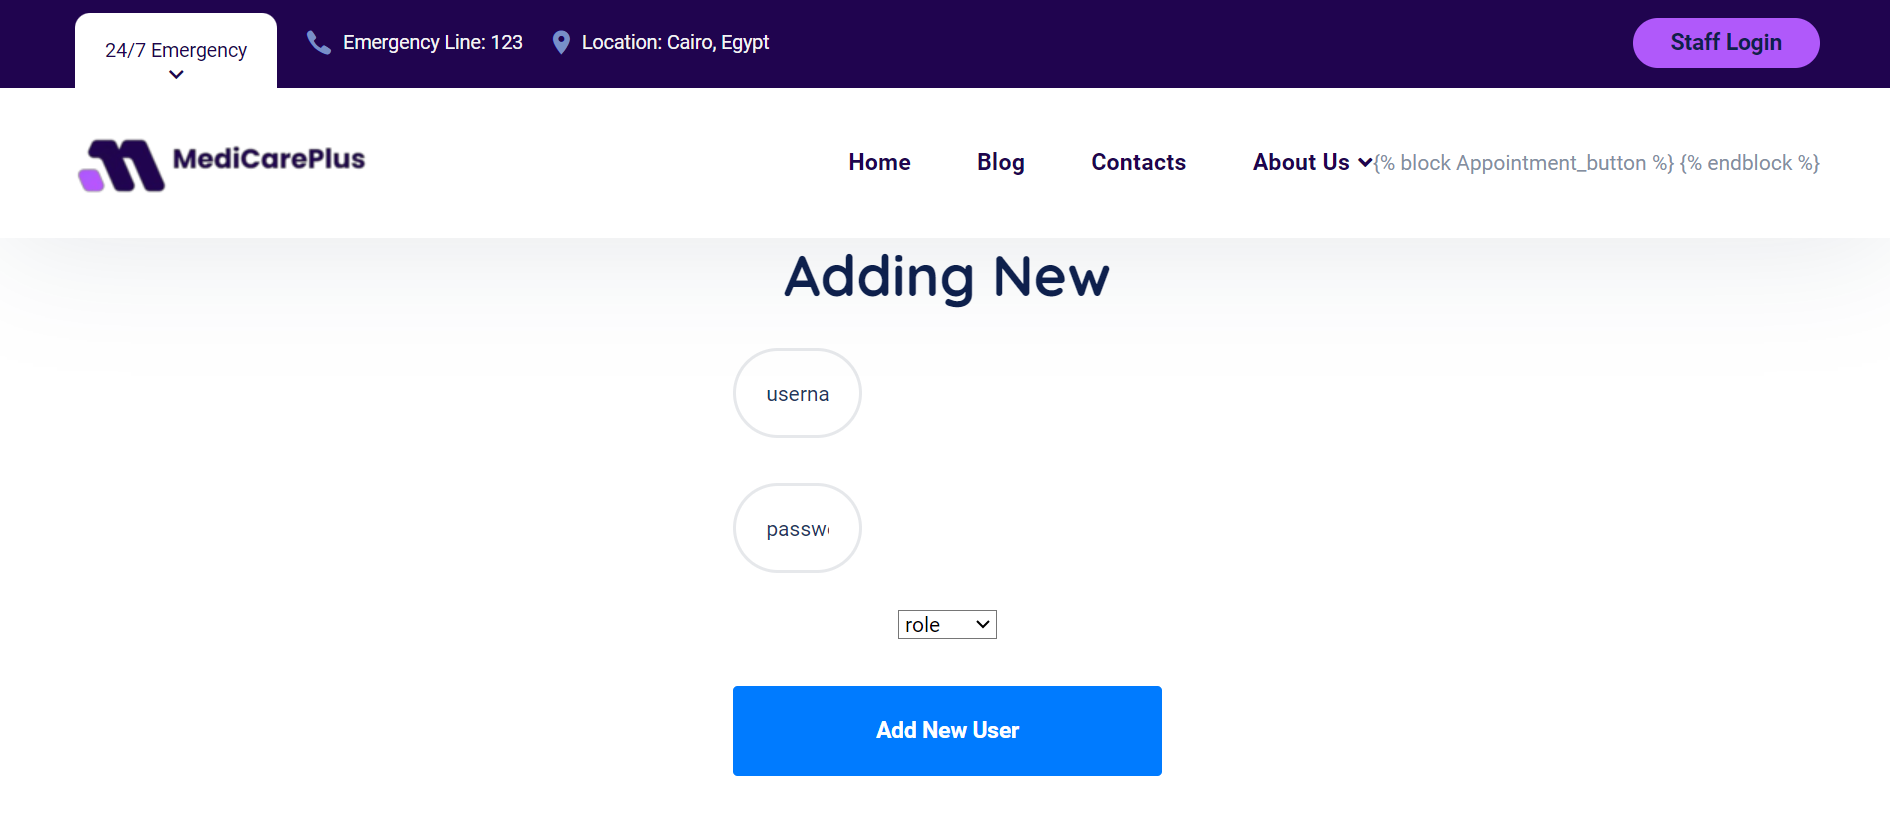 24/7 Emergency
Emergency Line: 123
Location: Cairo, Egypt
Staff Login
MediCarePlus
Home
Blog
Contacts
About Us
{% block Appointment_button %} {% endblock %}
Adding New
userna
passw
role
Add New User